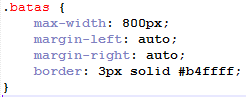 .batas {
max-width: 800px;
margin-left: auto;
margin-right: auto;
border: 3px solid #b4ffff;
}